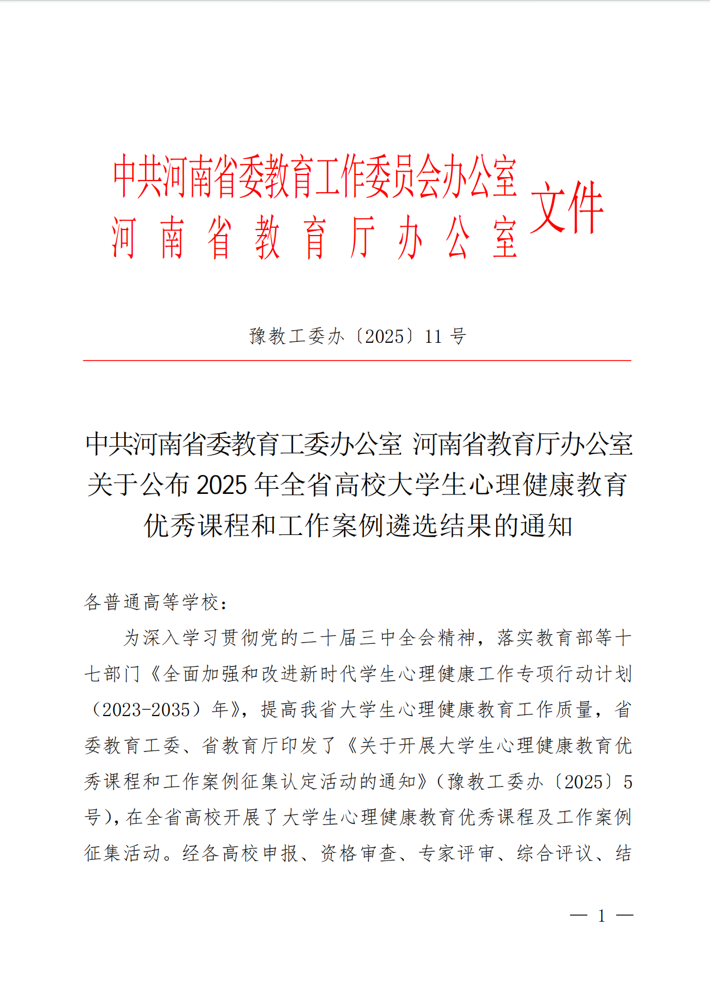 中共河南省委教育工作委员会办公室
河南省教育厅办公室
文件
豫教工委办〔2025〕11 号
中共河南省委教育工委办公室 河南省教育厅办公室
关于公布 2025 年全省高校大学生心理健康教育
优秀课程和工作案例遴选结果的通知
各普通高等学校：
为深入学习贯彻党的二十届三中全会精神，落实教育部等十
七部门《全面加强和改进新时代学生心理健康工作专项行动计划
（2023-2035）年》，提高我省大学生心理健康教育工作质量，省
委教育工委、省教育厅印发了《关于开展大学生心理健康教育优
秀课程和工作案例征集认定活动的通知》（豫教工委办〔2025〕5
号），在全省高校开展了大学生心理健康教育优秀课程及工作案例
征集活动。经各高校申报、资格审查、专家评审、综合评议、结
— 1 —